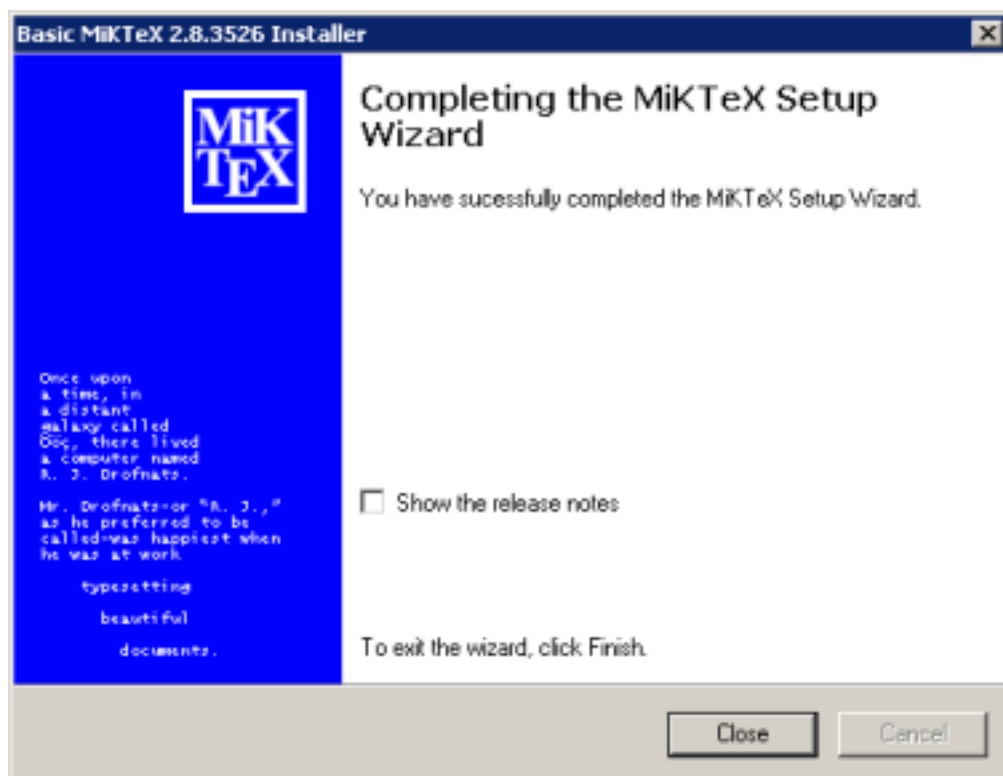 Basic MiKTeX 2.8.3526 Installer
MiK
TEX
Completing the MiKTeX Setup
Wizard
You have sucessfully completed the MiKTeX Setup Wizard.
Once upon
a time, in
a distant
galaxy called
Ööç, there lived
a computer named
R. J. Drofnats.
Mr. Drofnats-or "R. J.,"
as he preferred to be
called-was happiest when
he was at work
typesetting
beautiful
documents.
Show the release notes
To exit the wizard, click Finish.
Close
Cancel